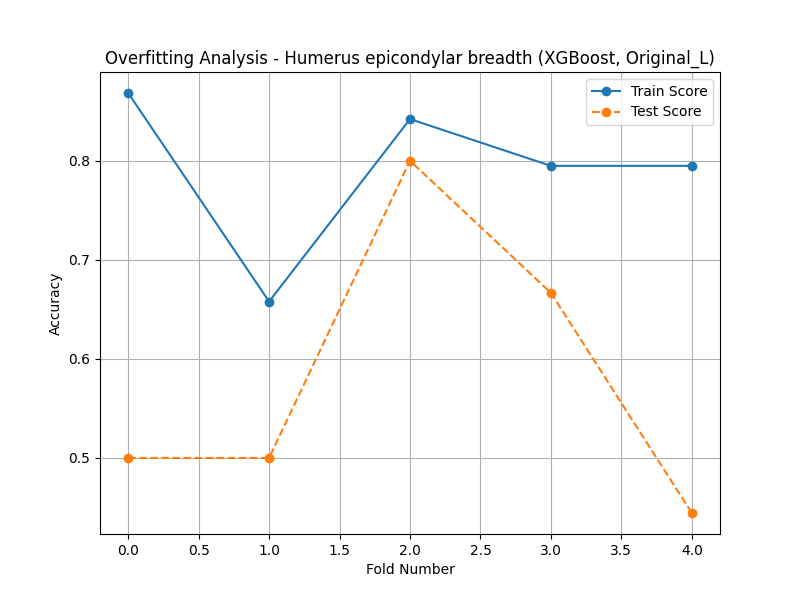 Overfitting Analysis - Humerus epicondylar breadth (XGBoost, Original_L)
Train Score
Test Score
Accuracy
0.8
0.7
0.6
0.5
0.0 0.5 1.0 1.5 2.0 2.5 3.0 3.5 4.0
Fold Number